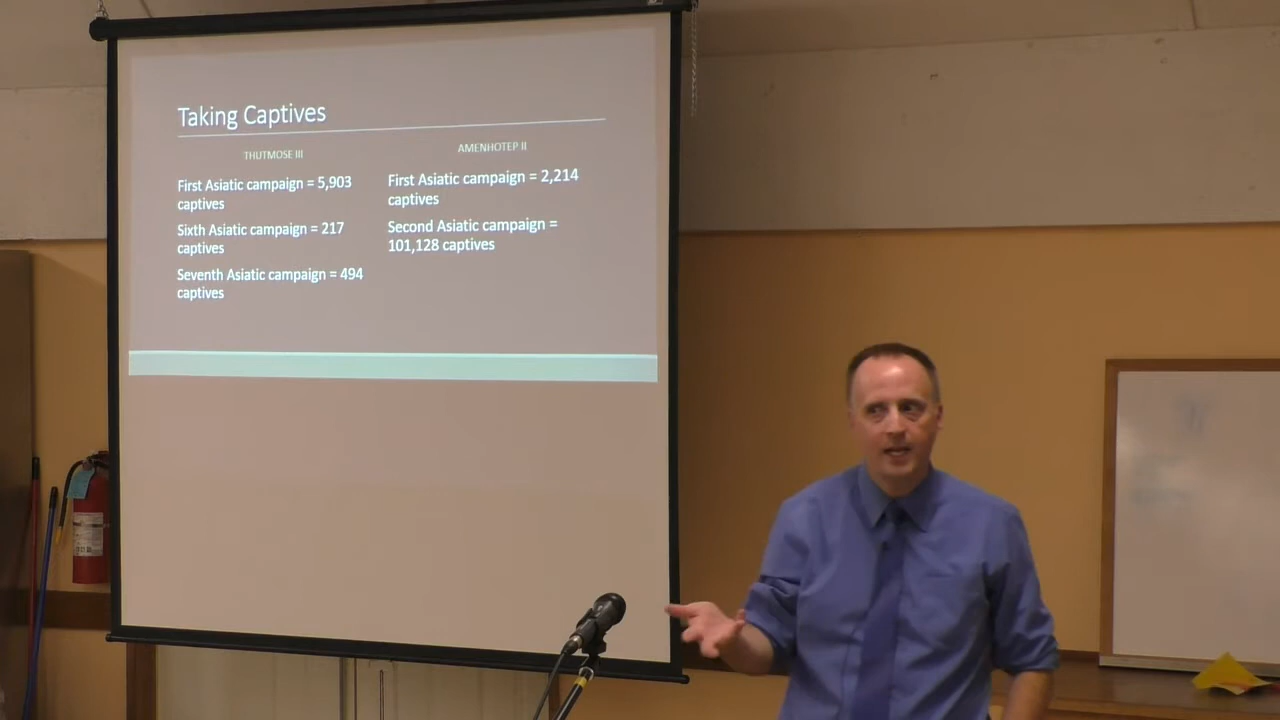 Taking Captives
THUTMOSE III
First Asiatic campaign = 5,903
captives
Sixth Asiatic campaign = 217
captives
Seventh Asiatic campaign = 494
captives
AMENHOTEP II
First Asiatic campaign = 2,214
captives
Second Asiatic campaign =
101,128 captives